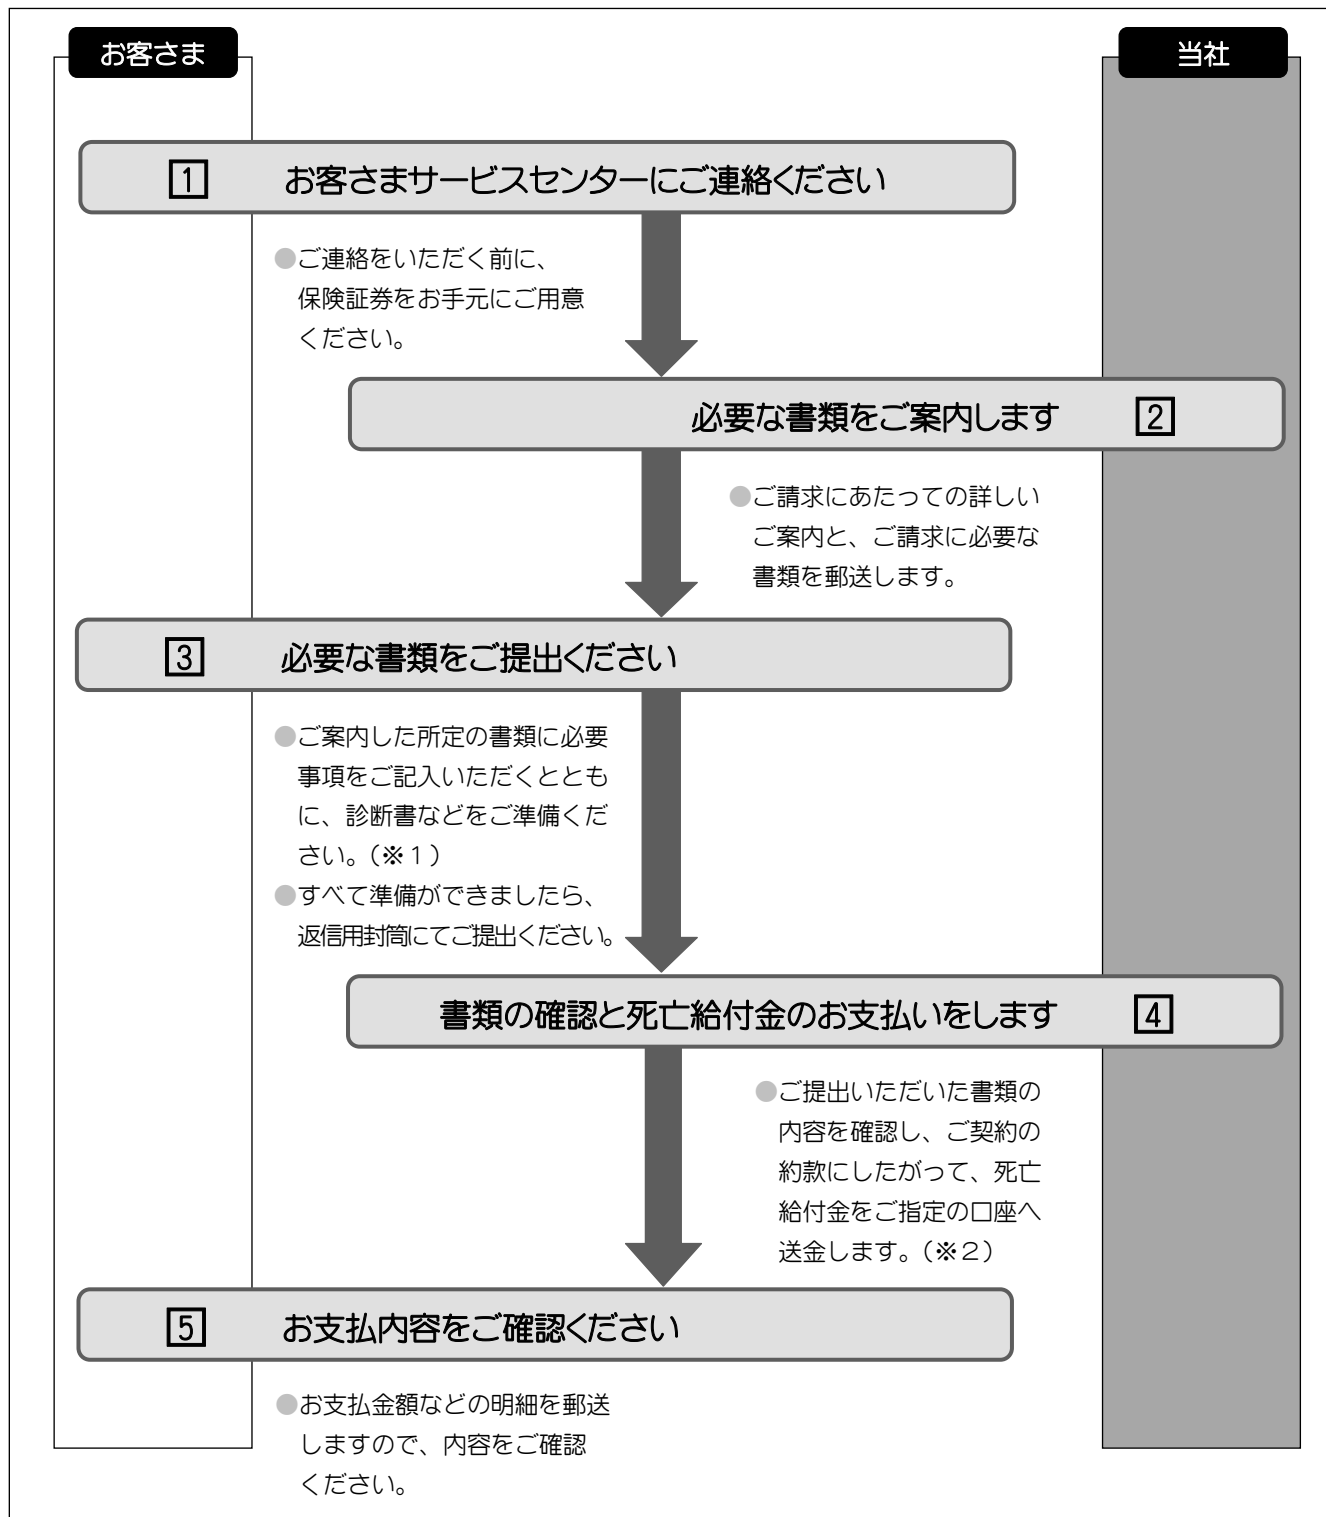 お客さま
当社
1 お客さまサービスセンターにご連絡ください
●ご連絡をいただく前に、
保険証券をお手元にご用意
ください。
必要な書類をご案内します 2
●ご請求にあたっての詳しい
ご案内と、ご請求に必要な
書類を郵送します。
3 必要な書類をご提出ください
●ご案内した所定の書類に必要
事項をご記入いただくととも
に、診断書などをご準備くだ
さい。(※1)
●すべて準備ができましたら、
返信用封筒にてご提出ください。
書類の確認と死亡給付金のお支払いをします 4
●ご提出いただいた書類の
内容を確認し、ご契約の
約款にしたがって、死亡
給付金をご指定の口座へ
送金します。(※2)
5 お支払内容をご確認ください
●お支払金額などの明細を郵送
しますので、内容をご確認
ください。